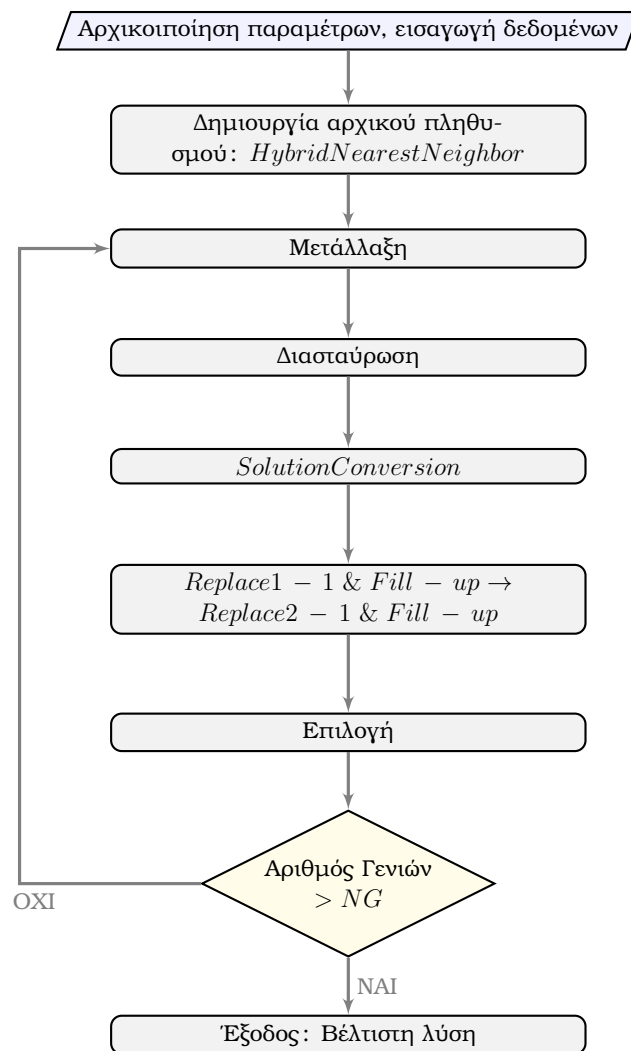 Αρχικοιποίηση παραμέτρων, εισαγωγή δεδομένων
Δημιουργία αρχικού πληθυ-
σμού: HybridNearestNeighbor
Μετάλλαξη
Διασταύρωση
SolutionConversion
Replace1 − 1 & Fill − up →
Replace2 − 1 & Fill − up
Επιλογή
Αριθμός Γενιών
> NG
ΟΧΙ
ΝΑΙ
Έξοδος: Βέλτιστη λύση